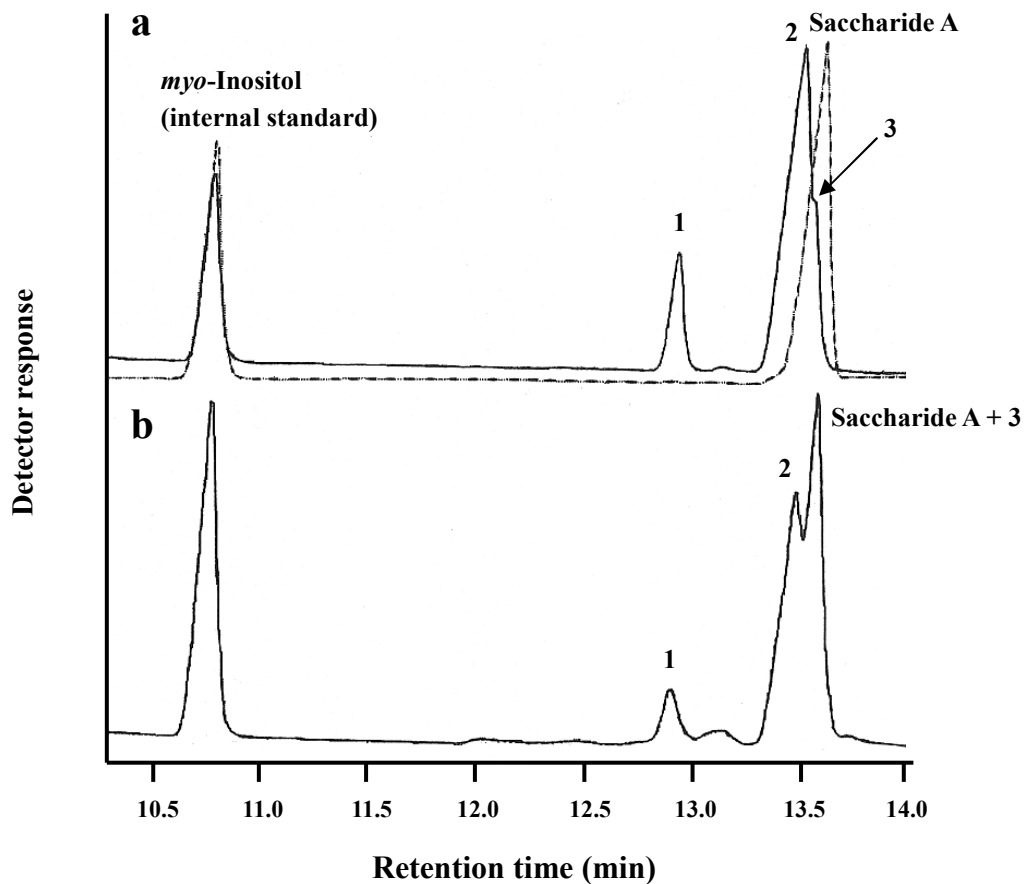 a
2
Saccharide A
myo-Inositol
(internal standard)
3
1
b
Saccharide A + 3
2
1
Detector response
10.5 11.0 11.5 12.0 12.5 13.0 13.5 14.0
Retention time (min)